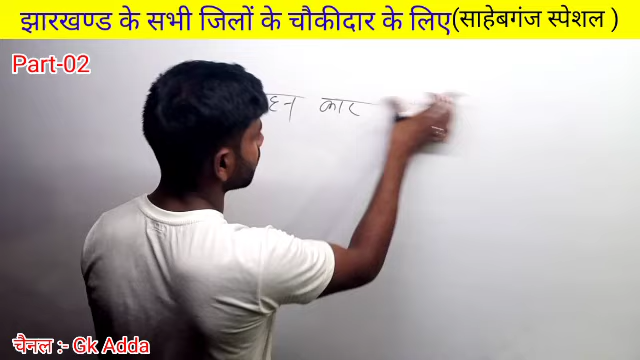 झारखण्ड के सभी जिलों के चौकीदार के लिए(साहेबगंज स्पेशल )
Part-02
कार
चैनल :- Gk Adda